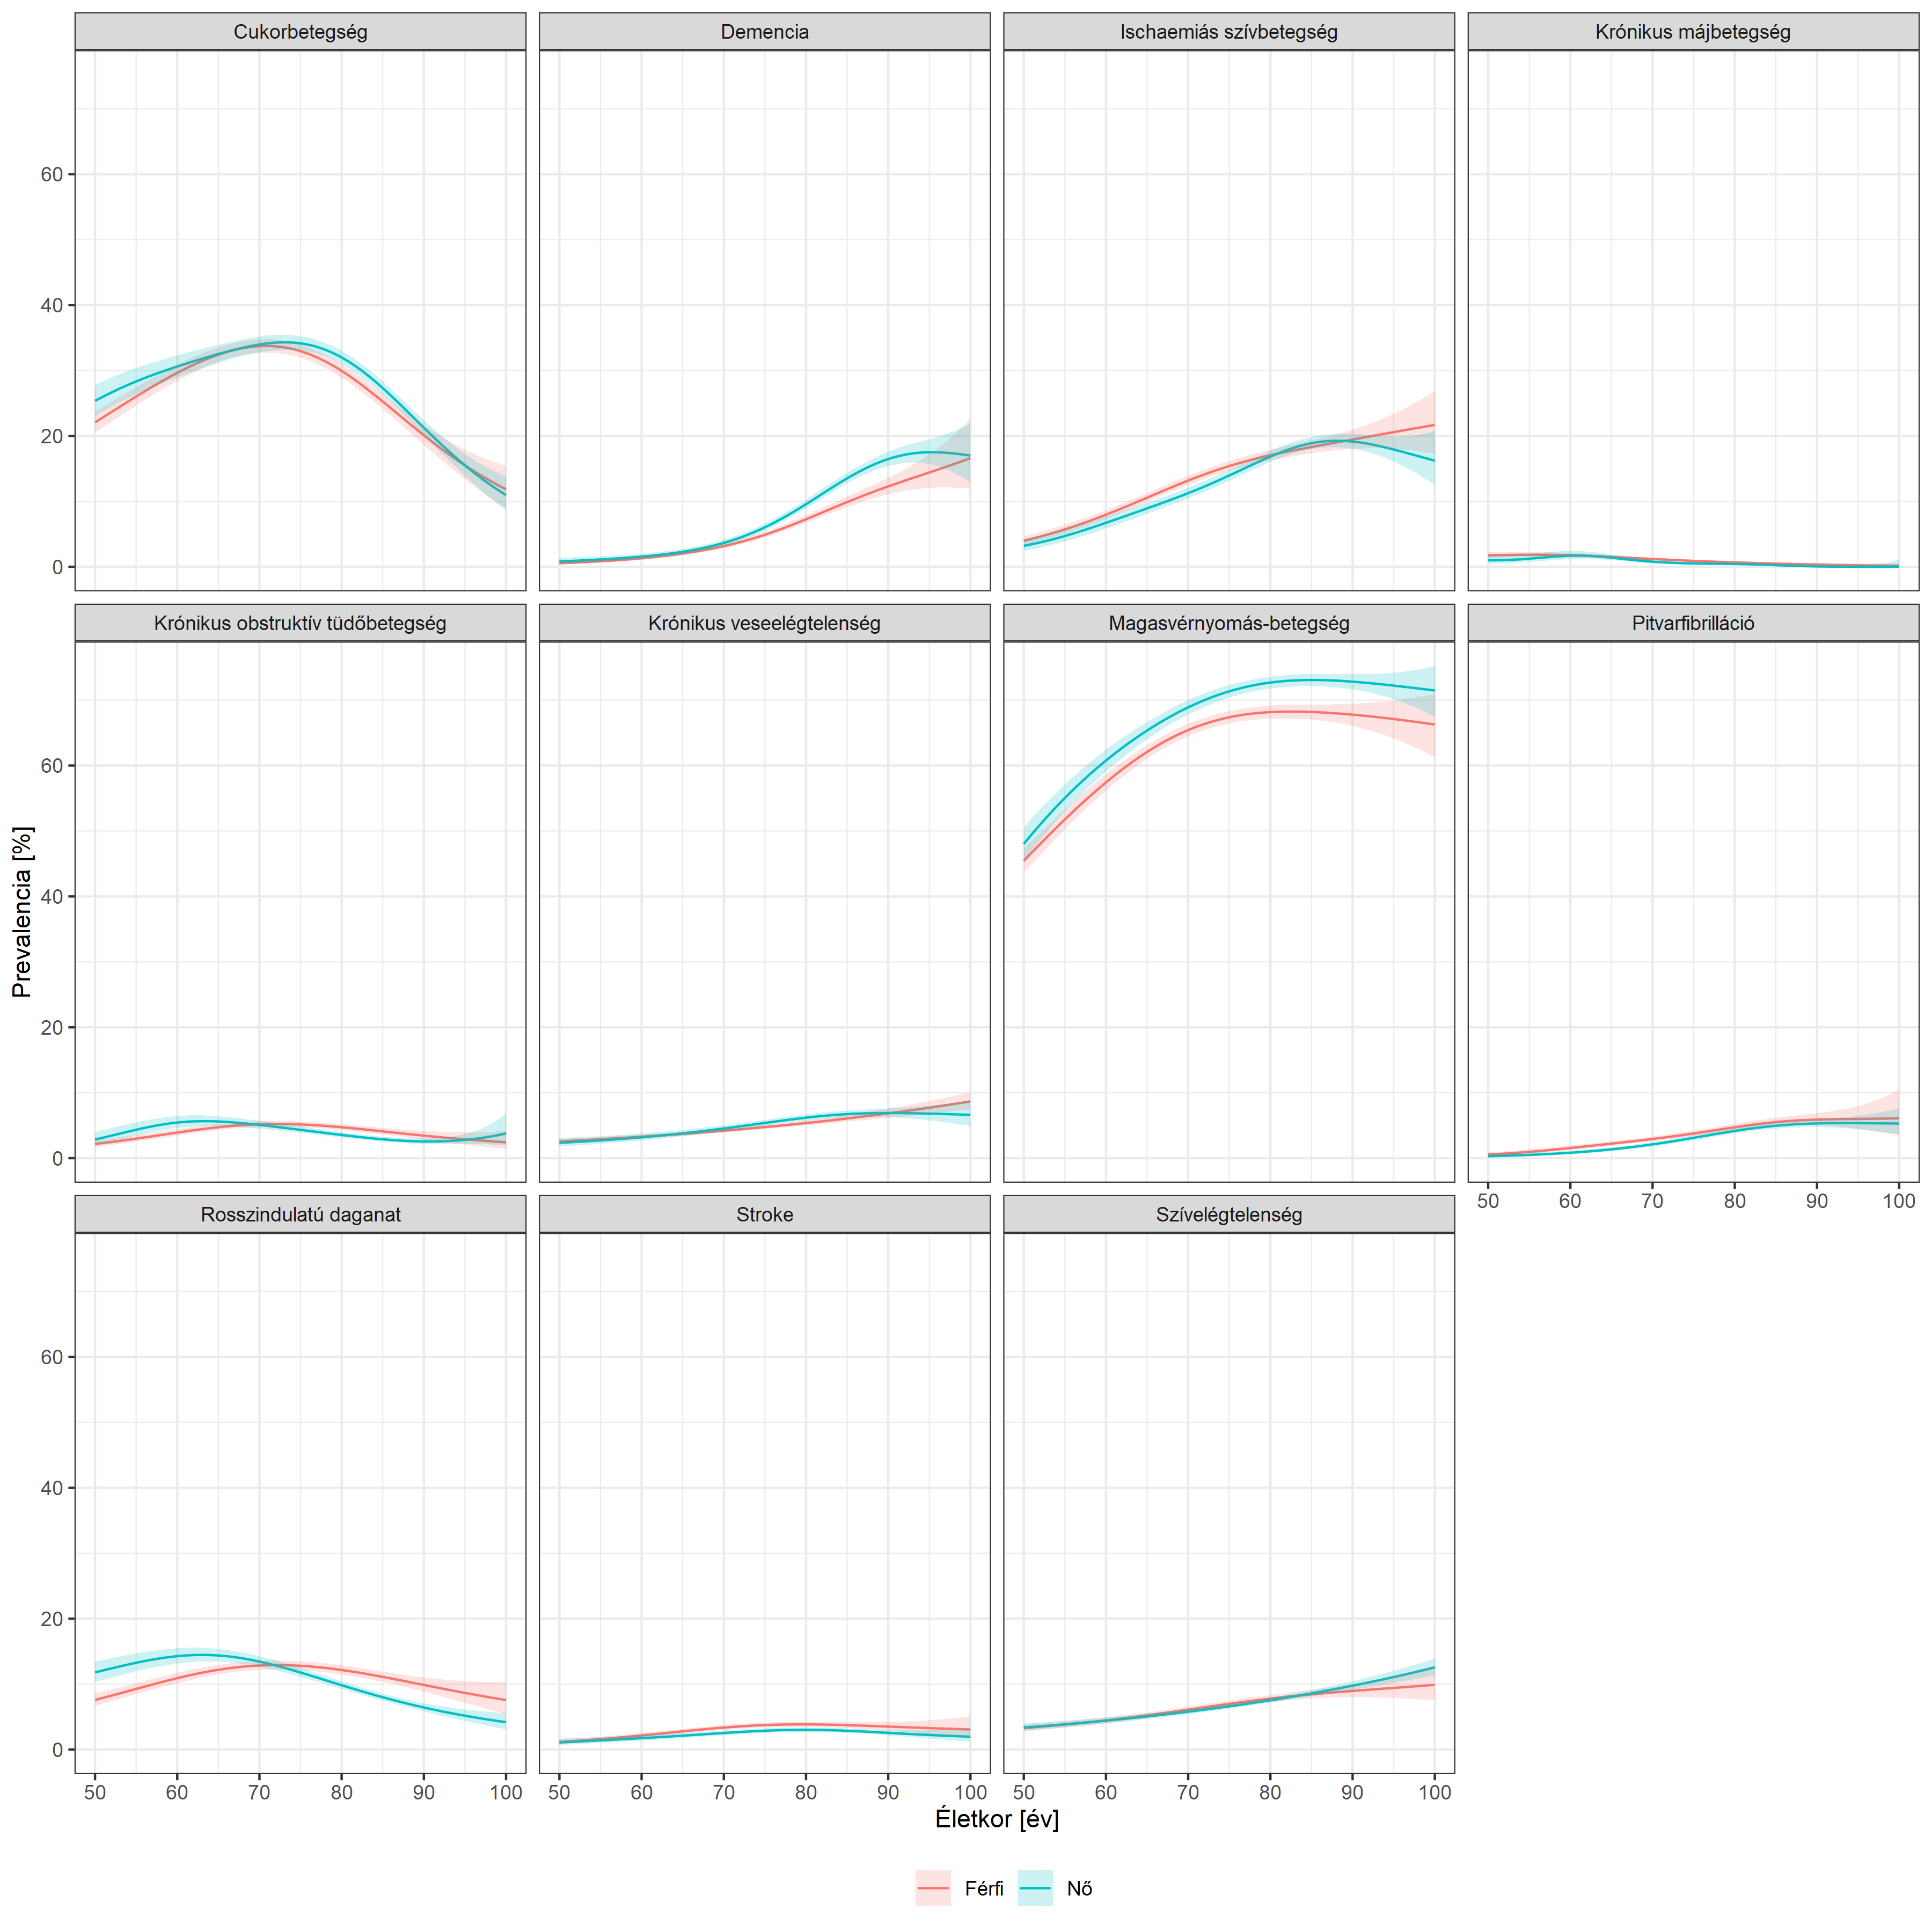 Cukorbetegség
Demencia
Ischaemiás szívbetegség
Krónikus májbetegség
60
40
20
0
Krónikus obstruktív tüdőbetegség
Krónikus veseelégtelenség
Magasvérnyomás-betegség
Pitvarfibrilláció
60
40
20
0
50 60 70 80 90 100
Prevalencia [%]
Rosszindulatú daganat
Stroke
Szívelégtelenség
60
40
20
0
50 60 70 80 90 100
50 60 70 80 90 100
50 60 70 80 90 100
Életkor [év]
Férfi Nő